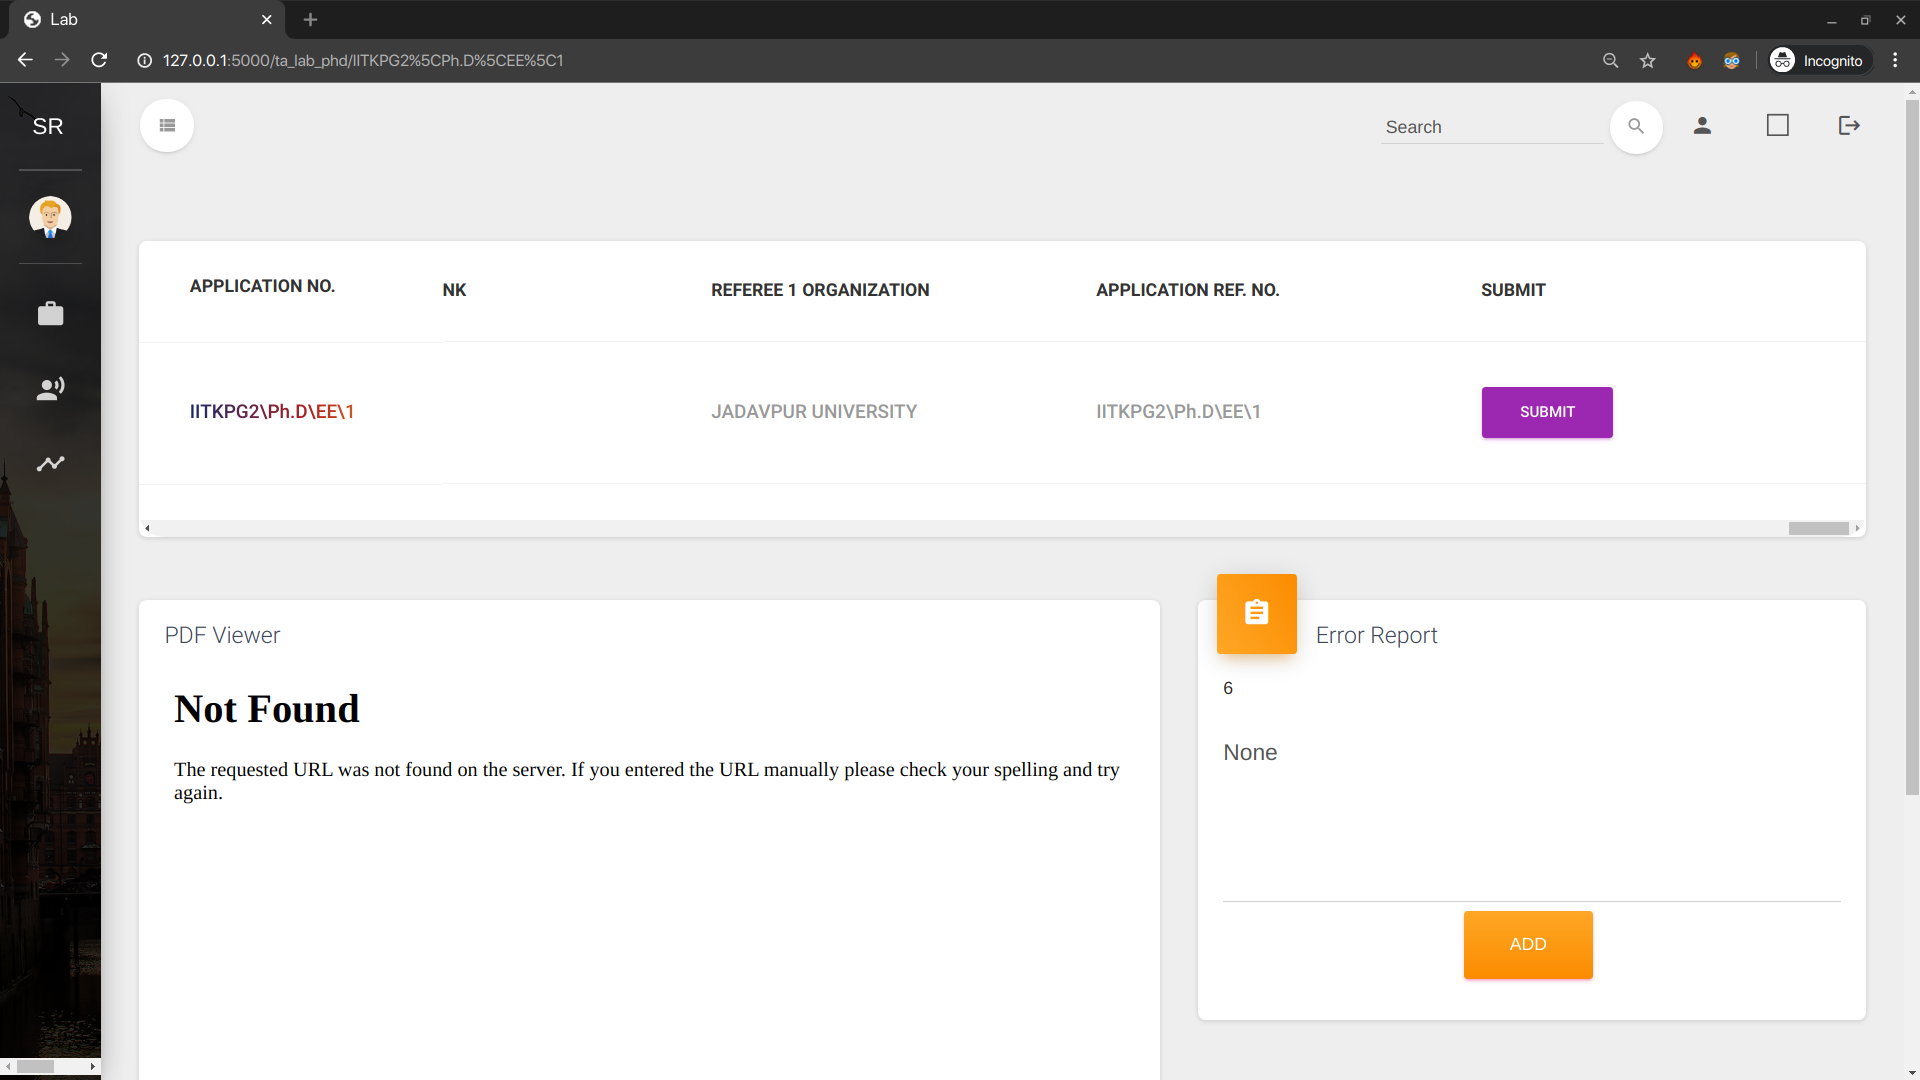 Lab
127.0.0.1:5000/ta_lab_phd/IITKPG2%5CPh.D%5CEE%5C1
Incognito
SR
Search
APPLICATION NO.
NK
REFEREE 1 ORGANIZATION
APPLICATION REF. NO.
SUBMIT
IITKPG2\Ph.D\EE\1
JADAVPUR UNIVERSITY
IITKPG2\Ph.D\EE\1
SUBMIT
PDF Viewer
Not Found
The requested URL was not found on the server. If you entered the URL manually please check your spelling and try
again.
Error Report
6
None
ADD